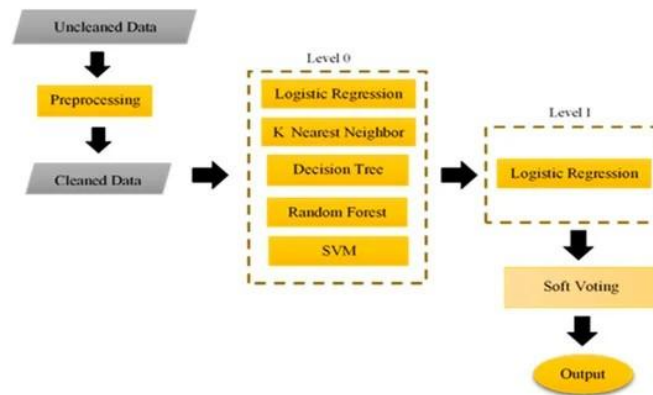 Uncleaned Data
Preprocessing
Cleaned Data
Level 0
Logistic Regression
K Nearest Neighbor
Decision Tree
Random Forest
SVM
Level 1
Logistic Regression
Soft Voting
Output